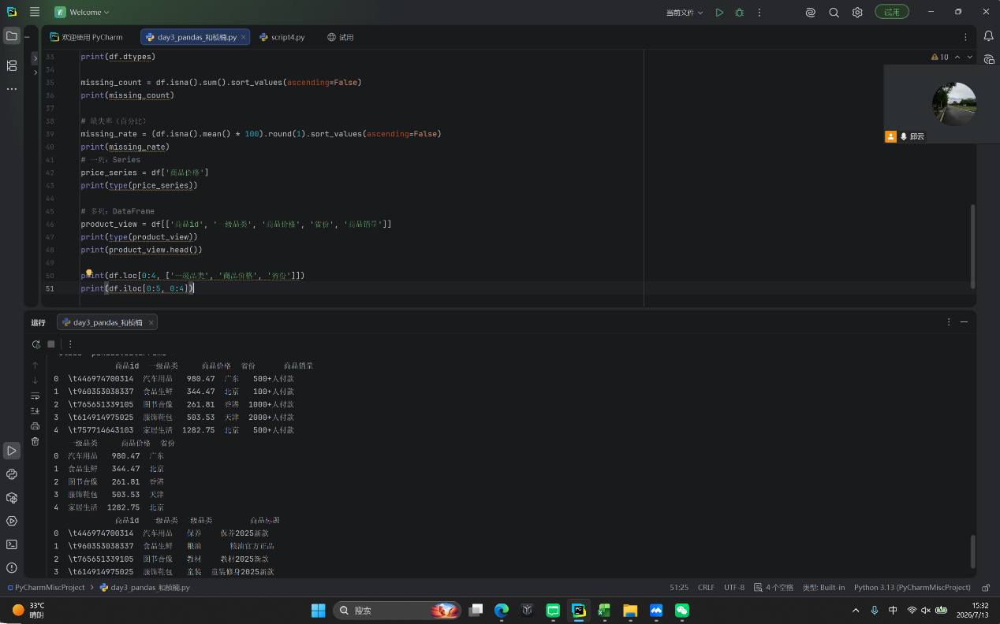 Welcome
当前文件
试用
欢迎使用 PyCharm
day3_pandas_和桢楠.py
script4.py
试用
33 print(df.dtypes)
34
10
35 missing_count = df.isna().sum().sort_values(ascending=False)
36 print(missing_count)
37
38 # 缺失率（百分比）
39 missing_rate = (df.isna().mean() * 100).round(1).sort_values(ascending=False)
邱云
40 print(missing_rate)
41 # 一列：Series
42 price_series = df['商品价格']
43 print(type(price_series))
44
45 # 多列：DataFrame
46 product_view = df[['商品id', '一级品类', '商品价格', '省份', '商品销量']]
47 print(type(product_view))
48 print(product_view.head())
49
50 print(df.loc[0:4, ['一级品类', '商品价格', '省份']])
51 print(df.iloc[0:5, 0:4])
运行 day3_pandas_和桢楠
商品id 一级品类 商品价格 省份 商品销量
0 \t446974700314 汽车用品 980.47 广东 500+人付款
1 \t960353038337 食品生鲜 344.47 北京 100+人付款
2 \t765651339105 图书音像 261.81 香港 1000+人付款
3 \t614914975025 服饰鞋包 503.53 天津 2000+人付款
4 \t757714643103 家居生活 1282.75 北京 500+人付款
一级品类 商品价格 省份
0 汽车用品 980.47 广东
1 食品生鲜 344.47 北京
2 图书音像 261.81 香港
3 服饰鞋包 503.53 天津
4 家居生活 1282.75 北京
商品id 一级品类 二级品类 商品标题
0 \t446974700314 汽车用品 保养 保养2025新款
1 \t960353038337 食品生鲜 粮油 粮油官方正品
2 \t765651339105 图书音像 教材 教材2025新款
3 \t614914975025 服饰鞋包 童装 童装修身2025新款
PyCharmMiscProject > day3_pandas_和桢楠.py
51:25 CRLF UTF-8 4 个空格 类型: Built-in Python 3.13 (PyCharmMiscProject)
33°C
晴朗
搜索
中
15:32
2026/7/13